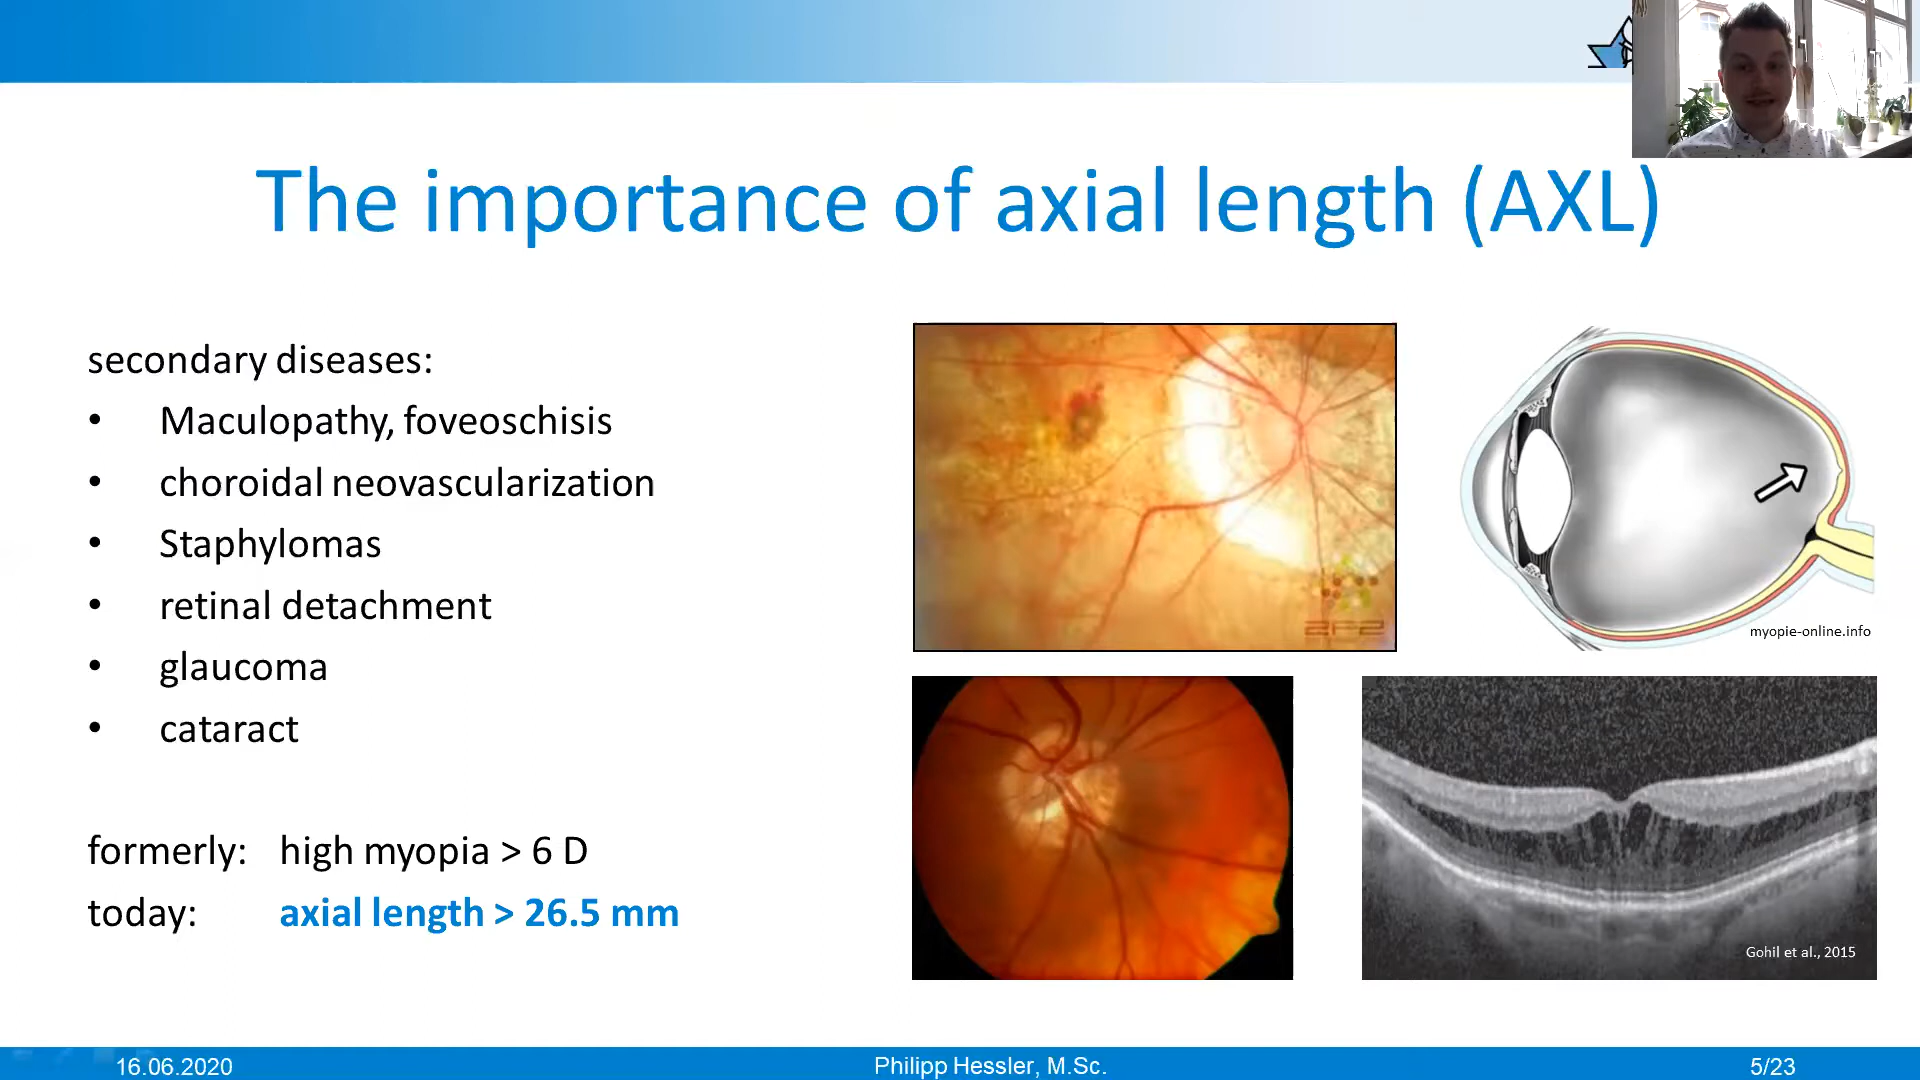 The importance of axial length (AXL)
secondary diseases:
• Maculopathy, foveoschisis
• choroidal neovascularization
• Staphylomas
• retinal detachment
• glaucoma
• cataract
formerly: high myopia > 6 D
today: axial length > 26.5 mm
2F2
myopie-online.info
Gohil et al., 2015
16.06.2020
Philipp Hessler, M.Sc.
5/23